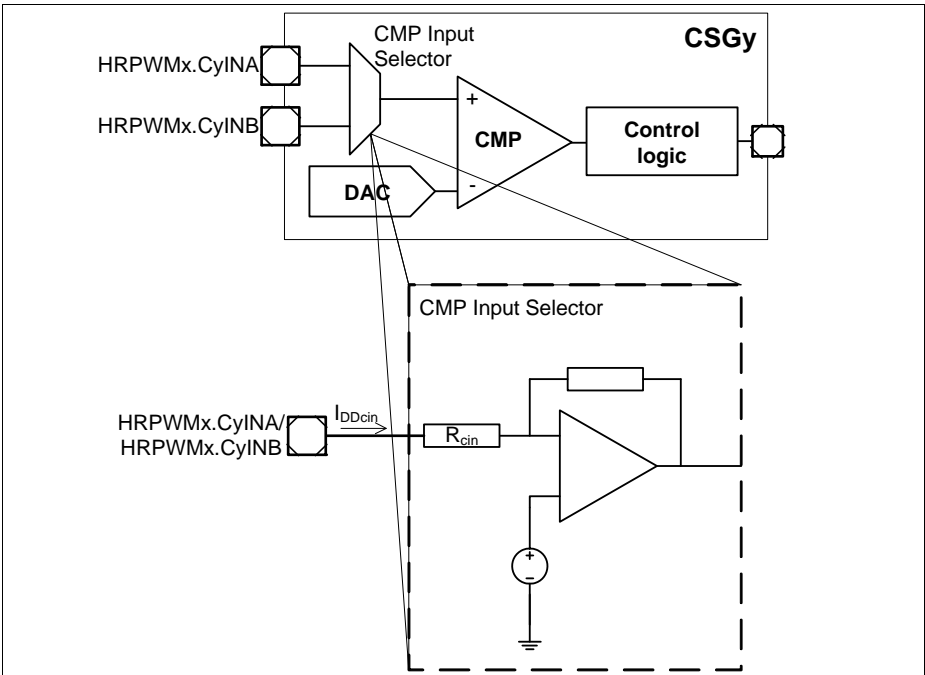 CMP Input
Selector
CSGy
HRPWMx.CyINA
HRPWMx.CyINB
+
CMP
-
Control
logic
DAC
CMP Input Selector
HRPWMx.CyINA/
HRPWMx.CyINB
IDDcin
Rcin
+
-